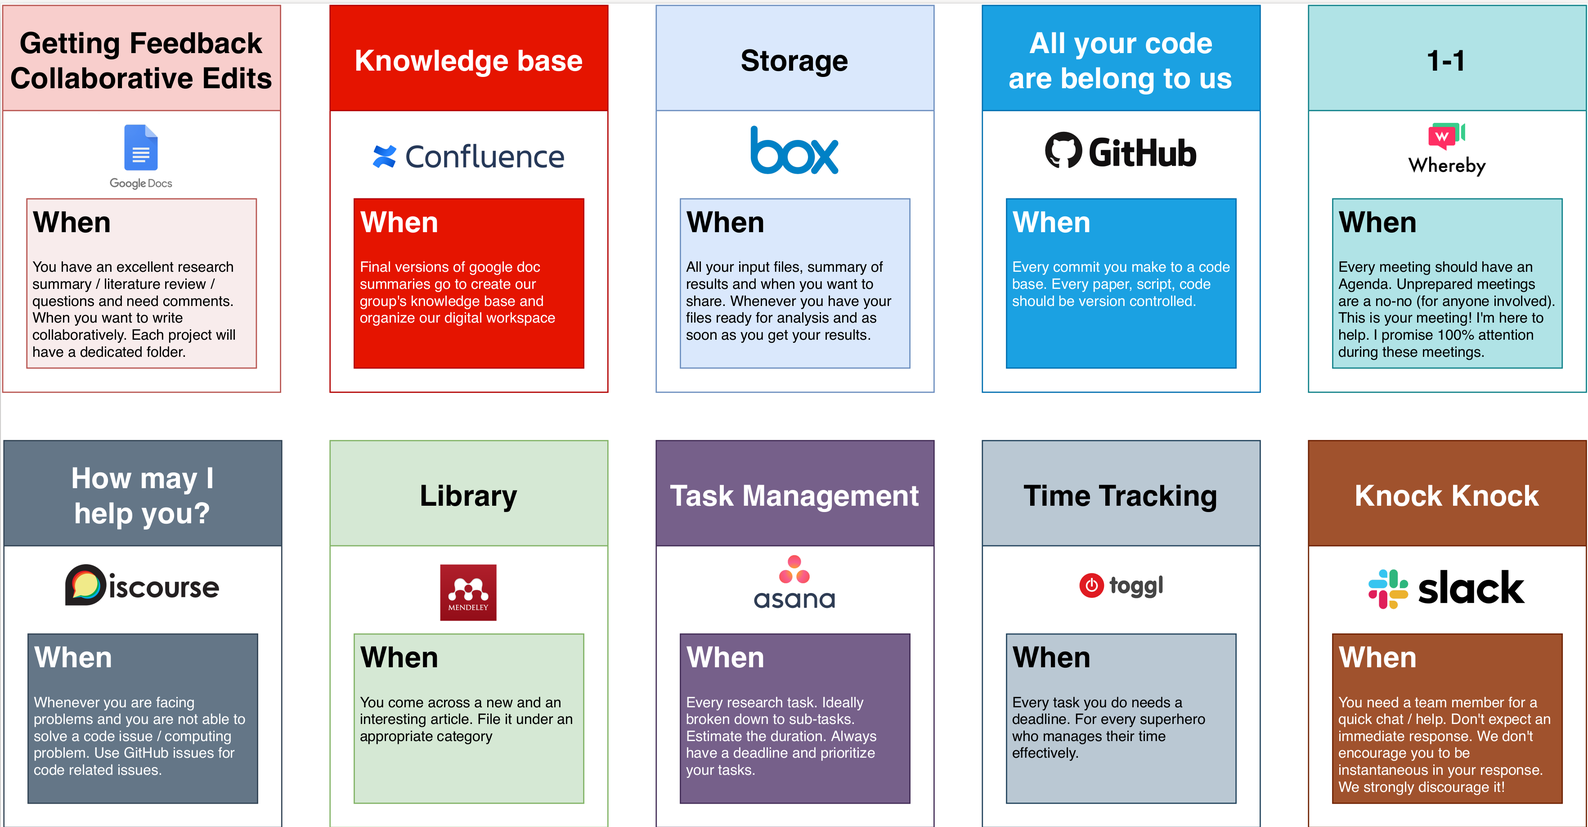 Getting Feedback
Collaborative Edits
Google Docs
When
You have an excellent research
summary / literature review /
questions and need comments.
When you want to write
collaboratively. Each project will
have a dedicated folder.
Knowledge base
Confluence
When
Final versions of google doc
summaries go to create our
group's knowledge base and
organize our digital workspace
Storage
box
When
All your input files, summary of
results and when you want to
share. Whenever you have your
files ready for analysis and as
soon as you get your results.
All your code
are belong to us
GitHub
When
Every commit you make to a code
base. Every paper, script, code
should be version controlled.
1-1
w
Whereby
When
Every meeting should have an
Agenda. Unprepared meetings
are a no-no (for anyone involved).
This is your meeting! I'm here to
help. I promise 100% attention
during these meetings.
How may I
help you?
Discourse
When
Whenever you are facing
problems and you are not able to
solve a code issue / computing
problem. Use GitHub issues for
code related issues.
Library
MENDELEY
When
You come across a new and an
interesting article. File it under an
appropriate category
Task Management
asana
When
Every research task. Ideally
broken down to sub-tasks.
Estimate the duration. Always
have a deadline and prioritize
your tasks.
Time Tracking
toggl
When
Every task you do needs a
deadline. For every superhero
who manages their time
effectively.
Knock Knock
slack
When
You need a team member for a
quick chat / help. Don't expect an
immediate response. We don't
encourage you to be
instantaneous in your response.
We strongly discourage it!